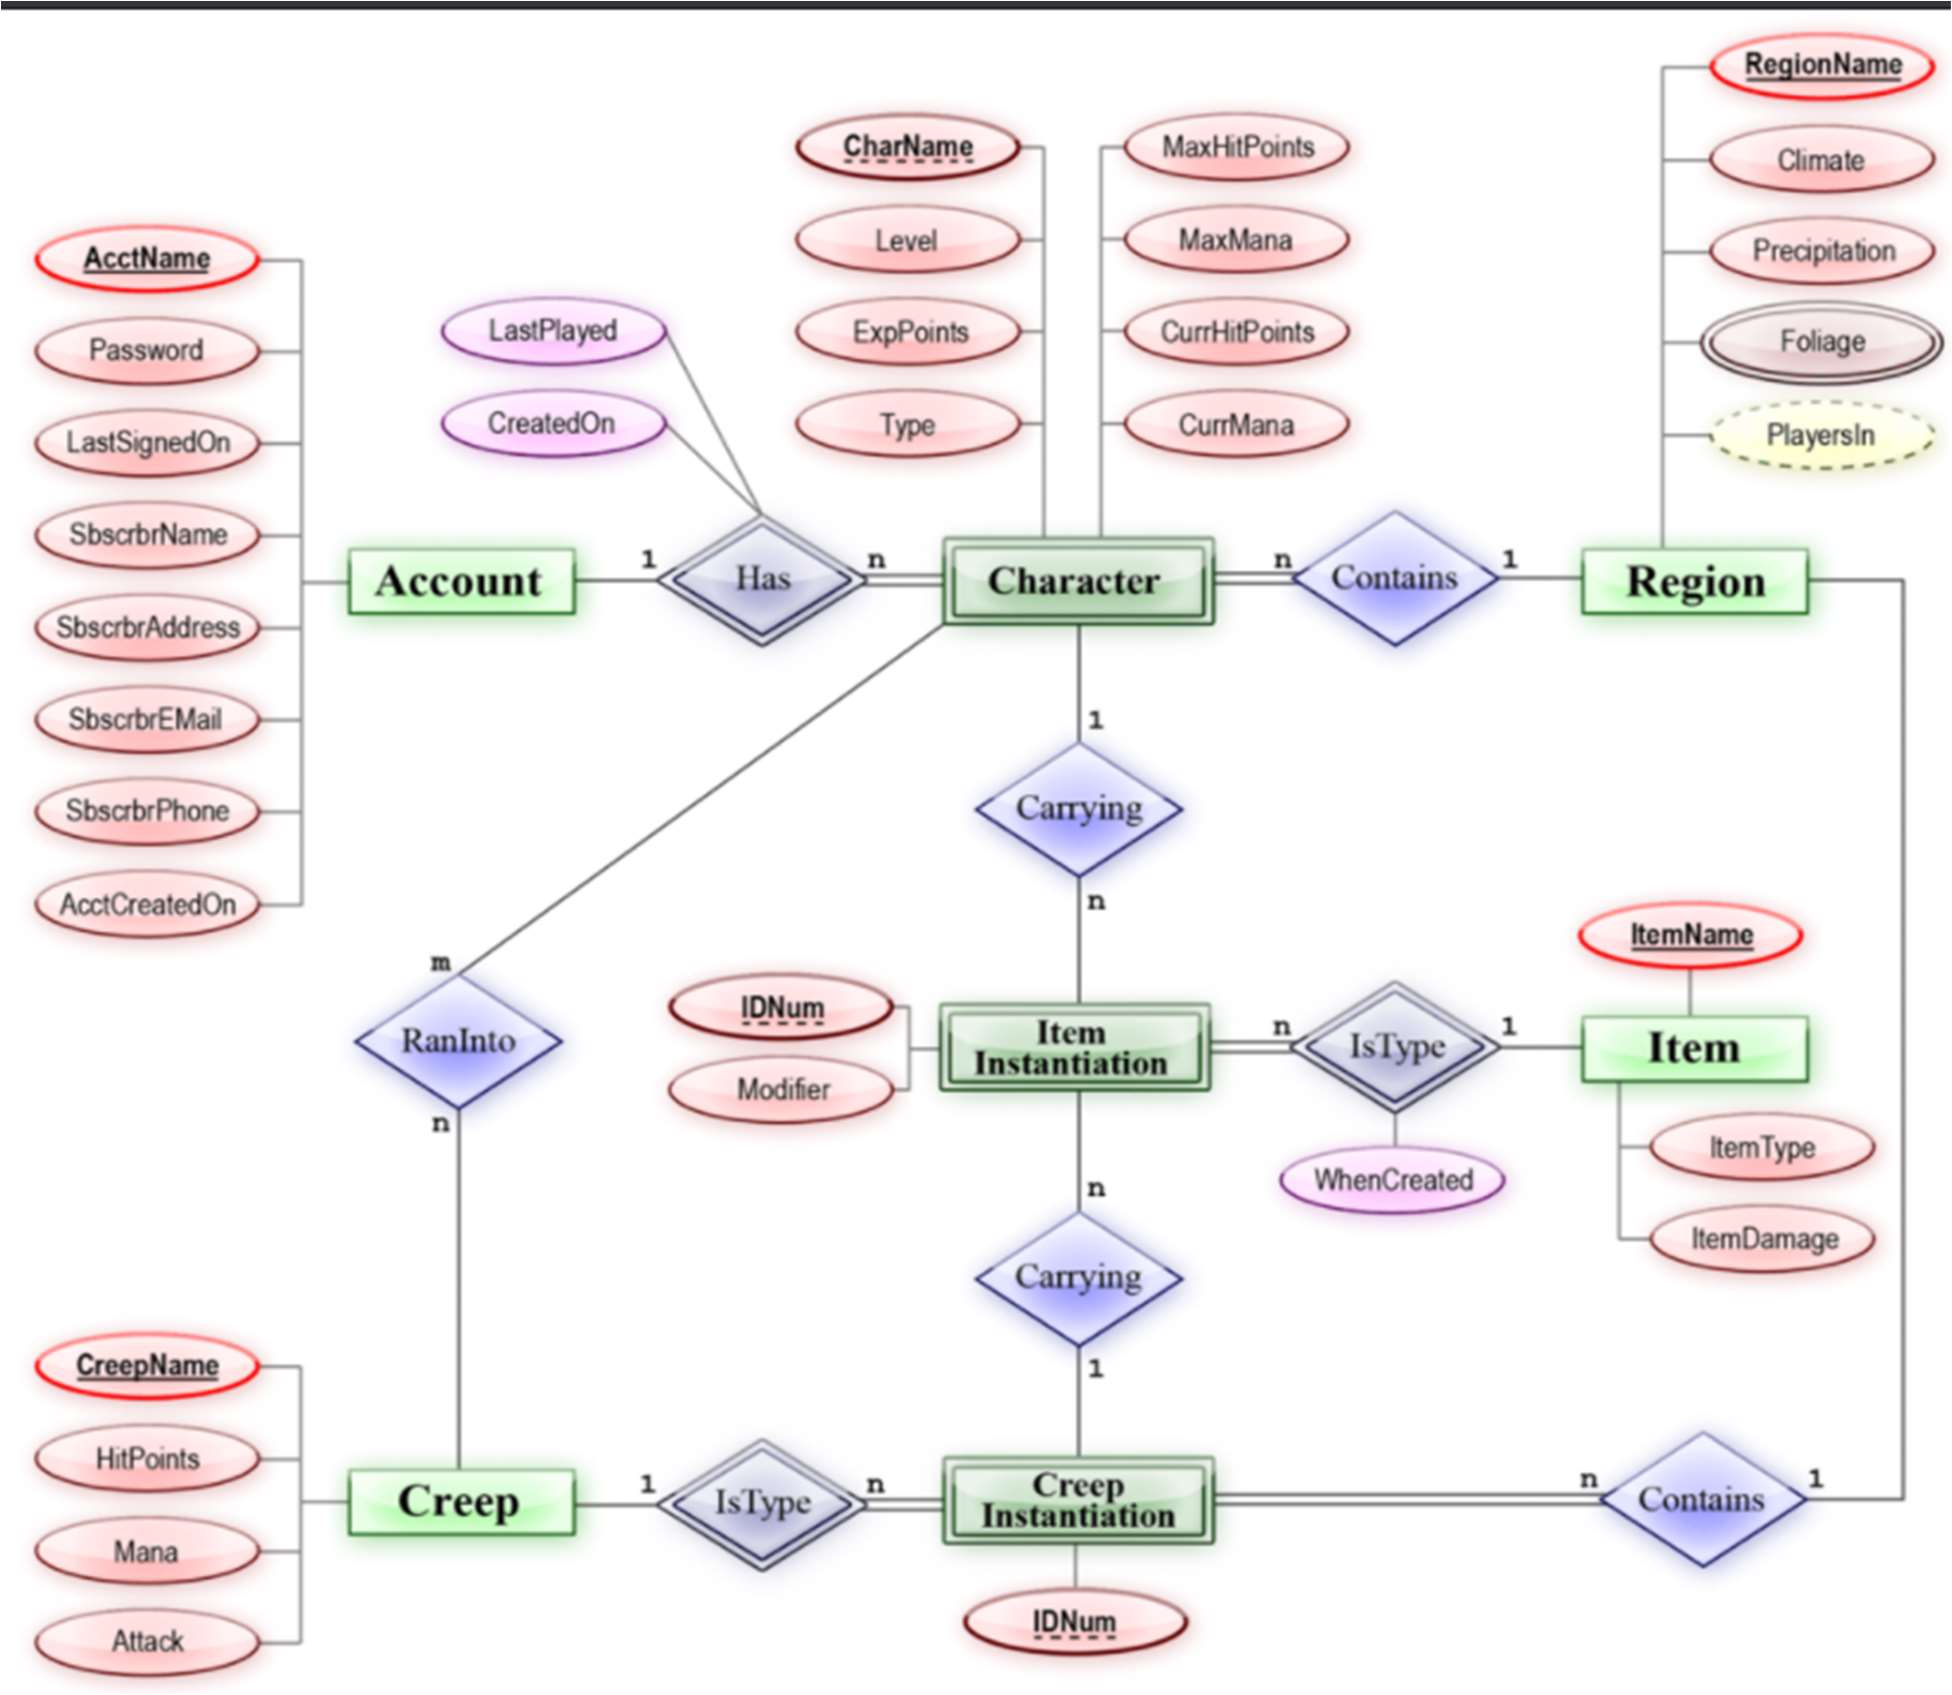 RegionName
CharName
MaxHitPoints
Climate
Level
MaxMana
AcctName
Precipitation
LastPlayed
ExpPoints
CurrHitPoints
Foliage
Password
CreatedOn
Type
CurrMana
PlayersIn
LastSignedOn
SbscrbrName
1
n
n
1
Account
Has
Character
Contains
Region
SbscrbrAddress
SbscrbrEMail
1
SbscrbrPhone
Carrying
AcctCreatedOn
n
ItemName
m
IDNum
RanInto
Item
Instantiation
n
IsType
1
Item
Modifier
n
ItemType
WhenCreated
n
ItemDamage
Carrying
CreepName
1
HitPoints
1
n
n
1
Creep
IsType
Creep
Instantiation
Contains
Mana
Attack
IDNum